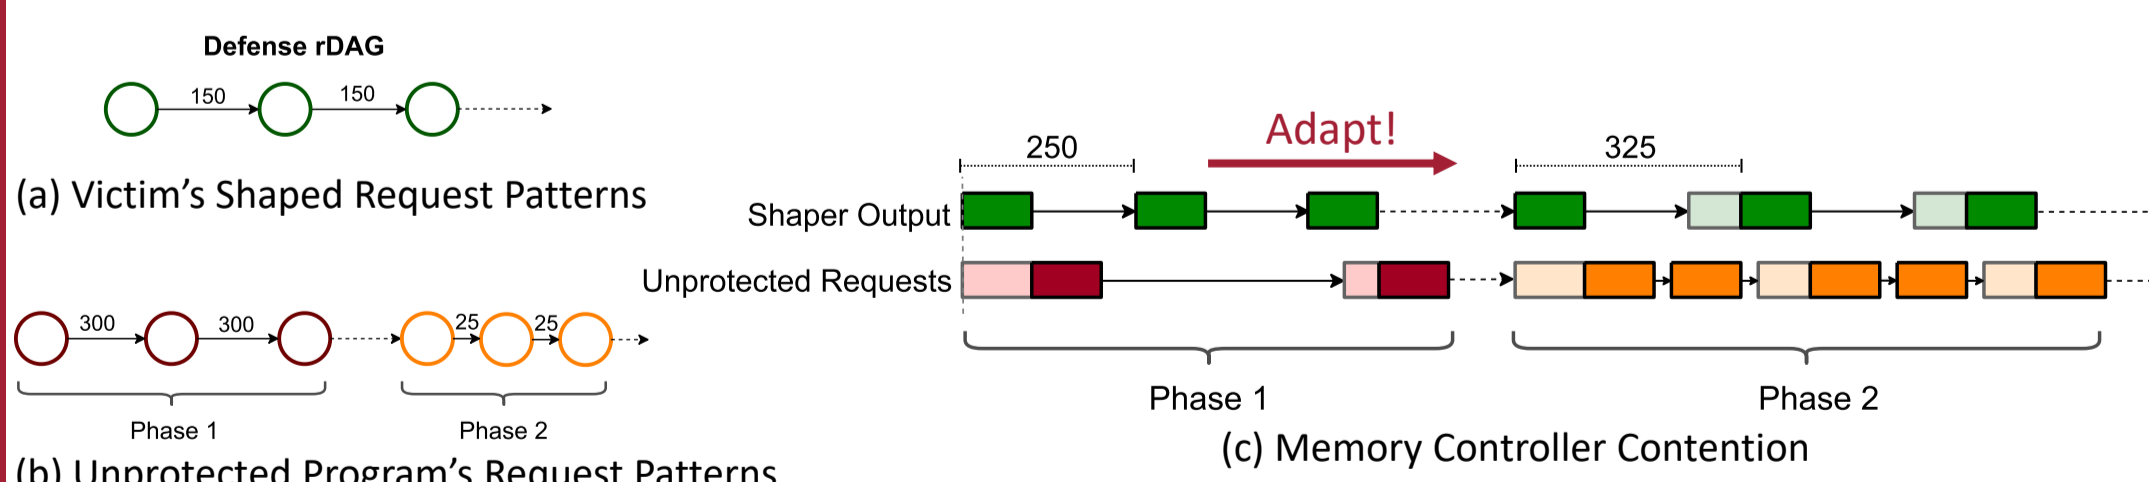 Defense rDAG
150 150
(a) Victim's Shaped Request Patterns
300 300 25 25
Phase 1 Phase 2
(b) Unprotected Program's Request Patterns
Adapt!
250 325
Shaper Output
Unprotected Requests
Phase 1 Phase 2
(c) Memory Controller Contention